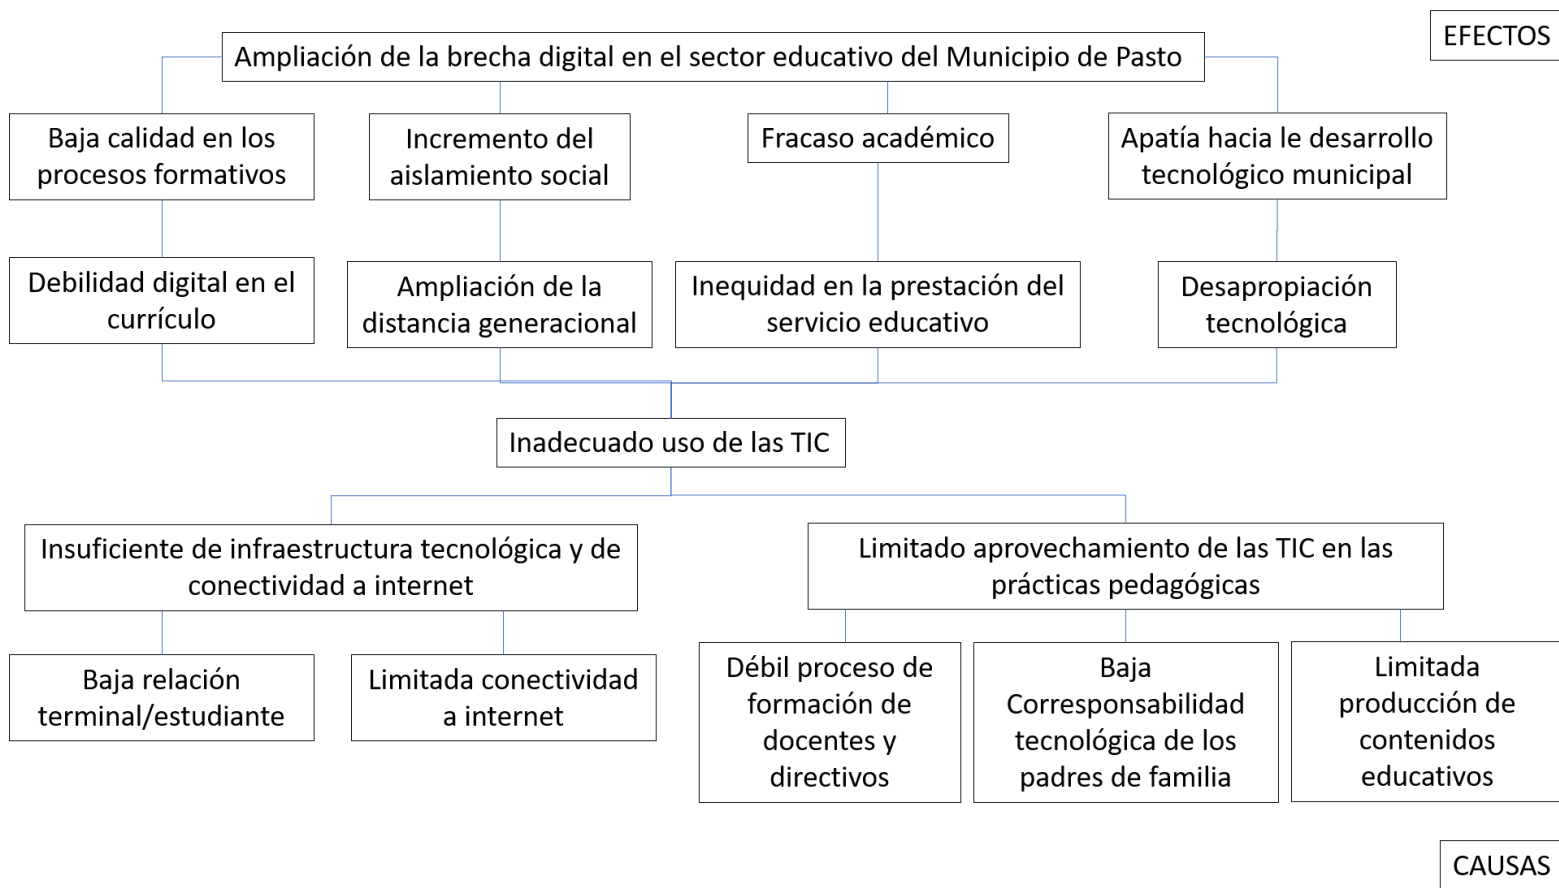 EFECTOS
Ampliación de la brecha digital en el sector educativo del Municipio de Pasto
Baja calidad en los
procesos formativos
Incremento del
aislamiento social
Fracaso académico
Apatía hacia le desarrollo
tecnológico municipal
Debilidad digital en el
currículo
Ampliación de la
distancia generacional
Inequidad en la prestación del
servicio educativo
Desapropiación
tecnológica
Inadecuado uso de las TIC
Insuficiente de infraestructura tecnológica y de
conectividad a internet
Limitado aprovechamiento de las TIC en las
prácticas pedagógicas
Baja relación
terminal/estudiante
Limitada conectividad
a internet
Débil proceso de
formación de
docentes y
directivos
Baja
Corresponsabilidad
tecnológica de los
padres de familia
Limitada
producción de
contenidos
educativos
CAUSAS